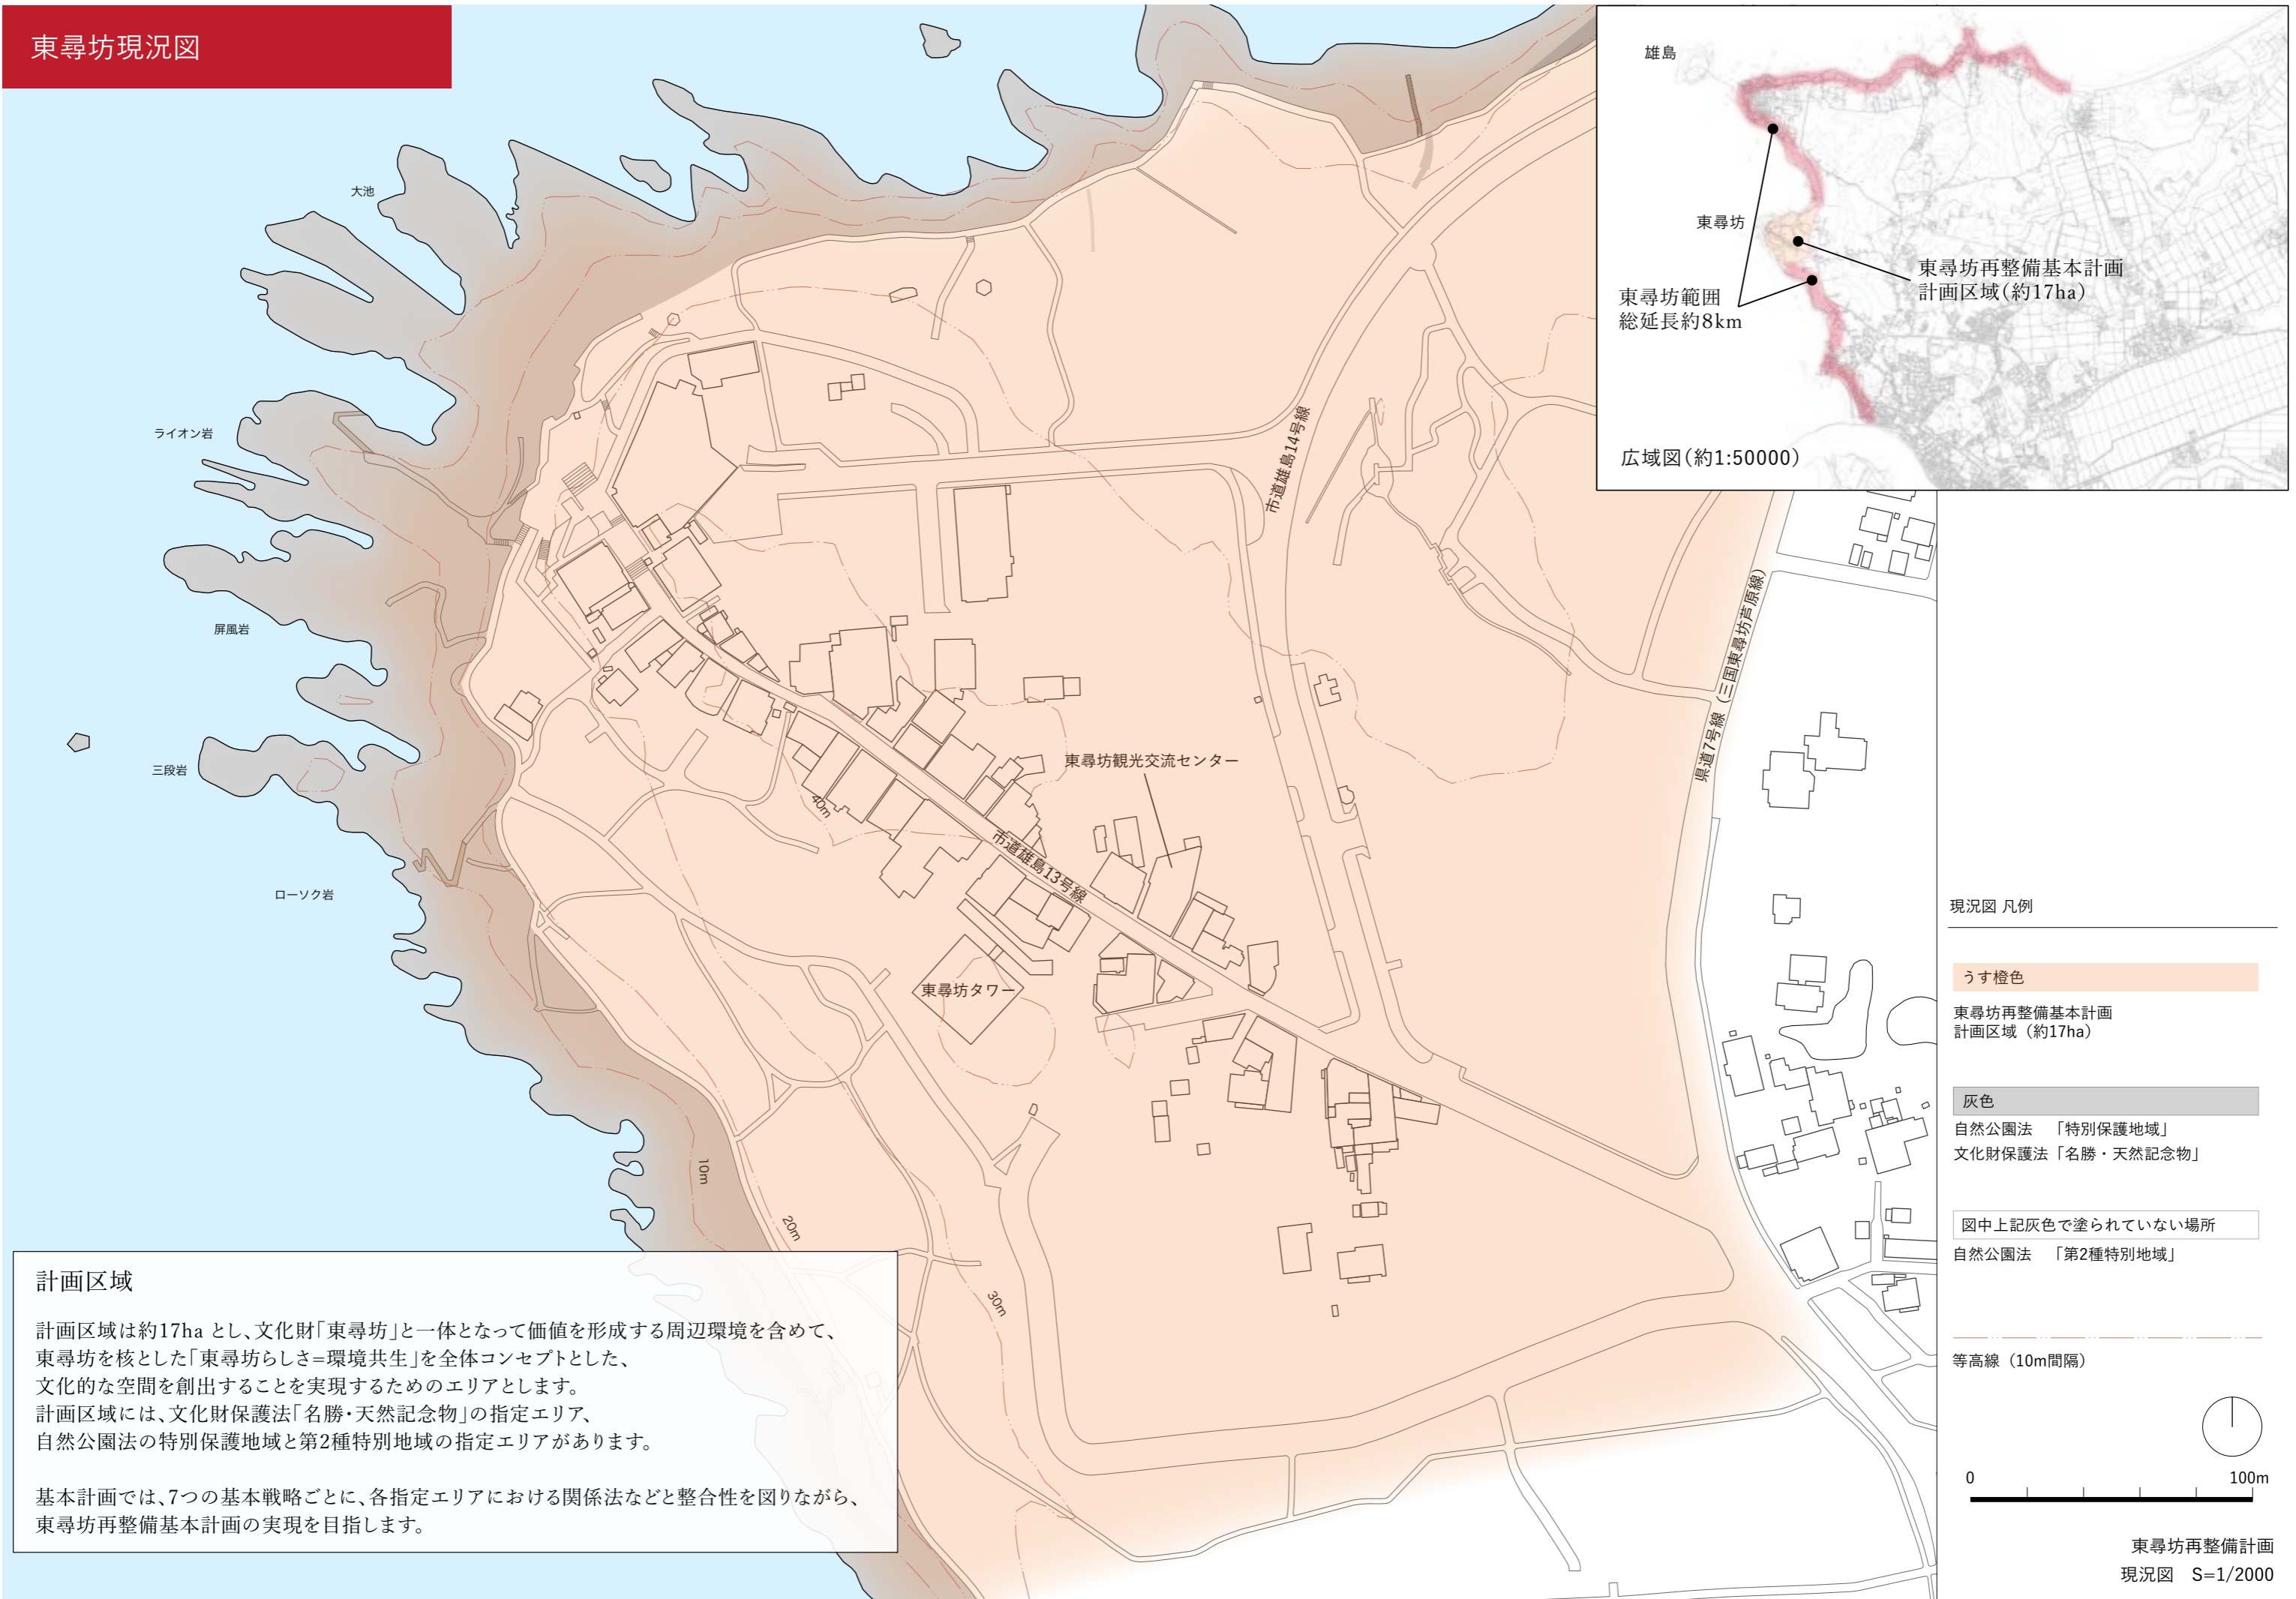 東尋坊現況図
雄島
東尋坊
東尋坊再整備基本計画
計画区域(約17ha)
東尋坊範囲
総延長約8km
広域図(約1:50000)
大池
ライオン岩
屏風岩
三段岩
ローソク岩
市道雄島14号線
県道7号線(三国東尋坊芦原線)
東尋坊観光交流センター
40m
市道雄島13号線
東尋坊タワー
10m
20m
30m
計画区域
計画区域は約17ha とし、文化財「東尋坊」と一体となって価値を形成する周辺環境を含めて、
東尋坊を核とした「東尋坊らしさ=環境共生」を全体コンセプトとした、
文化的な空間を創出することを実現するためのエリアとします。
計画区域には、文化財保護法「名勝・天然記念物」の指定エリア、
自然公園法の特別保護地域と第2種特別地域の指定エリアがあります。
基本計画では、7つの基本戦略ごとに、各指定エリアにおける関係法などと整合性を図りながら、
東尋坊再整備基本計画の実現を目指します。
現況図 凡例
うす橙色
東尋坊再整備基本計画
計画区域(約17ha)
灰色
自然公園法 「特別保護地域」
文化財保護法「名勝・天然記念物」
図中上記灰色で塗られていない場所
自然公園法 「第2種特別地域」
等高線(10m間隔)
0 100m
東尋坊再整備計画
現況図 S=1/2000